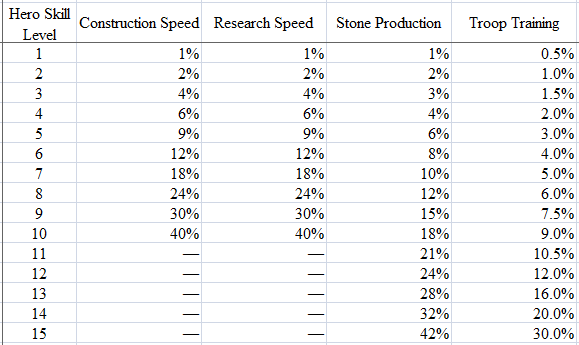 Hero Skill Level Construction Speed Research Speed Stone Production Troop Training
1 1% 1% 1% 0.5%
2 2% 2% 2% 1.0%
3 4% 4% 3% 1.5%
4 6% 6% 4% 2.0%
5 9% 9% 6% 3.0%
6 12% 12% 8% 4.0%
7 18% 18% 10% 5.0%
8 24% 24% 12% 6.0%
9 30% 30% 15% 7.5%
10 40% 40% 18% 9.0%
11 — — 21% 10.5%
12 — — 24% 12.0%
13 — — 28% 16.0%
14 — — 32% 20.0%
15 — — 42% 30.0%